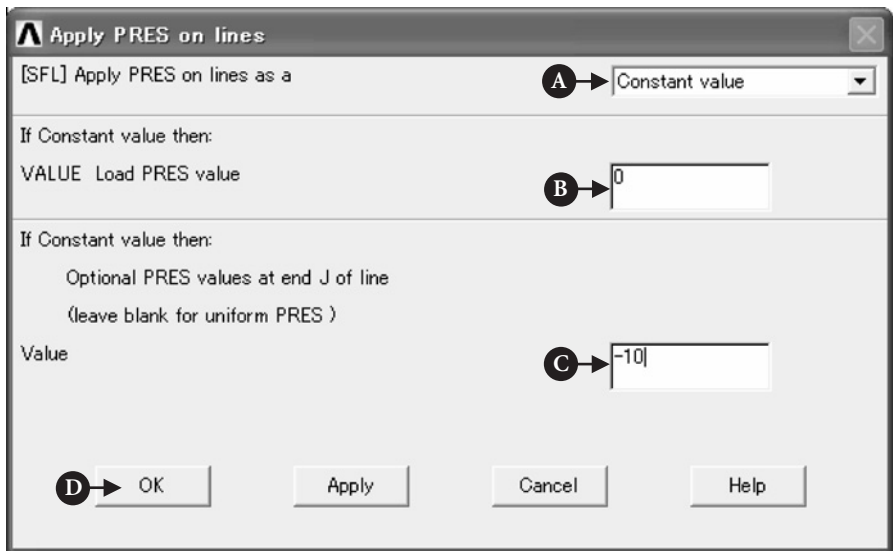 Apply PRES on lines
[SFL] Apply PRES on lines as a
A
Constant value
If Constant value then:
VALUE Load PRES value
B
0
If Constant value then:
Optional PRES values at end J of line
(leave blank for uniform PRES )
Value
C
-10
D
OK
Apply
Cancel
Help